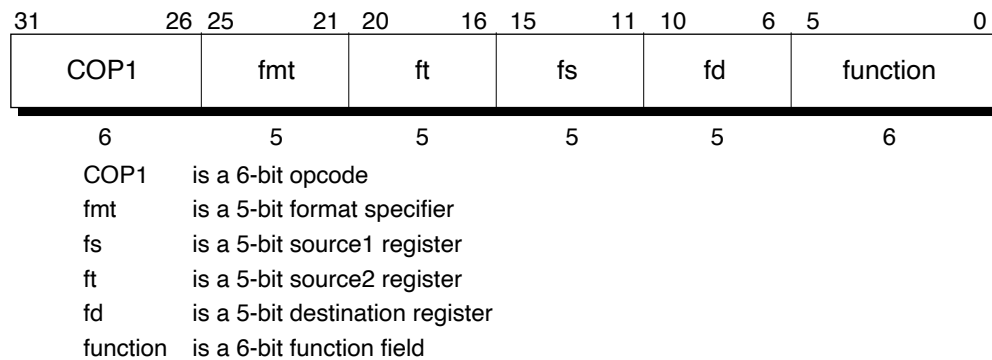 31 26 25 21 20 16 15 11 10 6 5 0
COP1 fmt ft fs fd function
6 5 5 5 5 6
COP1 is a 6-bit opcode
fmt is a 5-bit format specifier
fs is a 5-bit source1 register
ft is a 5-bit source2 register
fd is a 5-bit destination register
function is a 6-bit function field